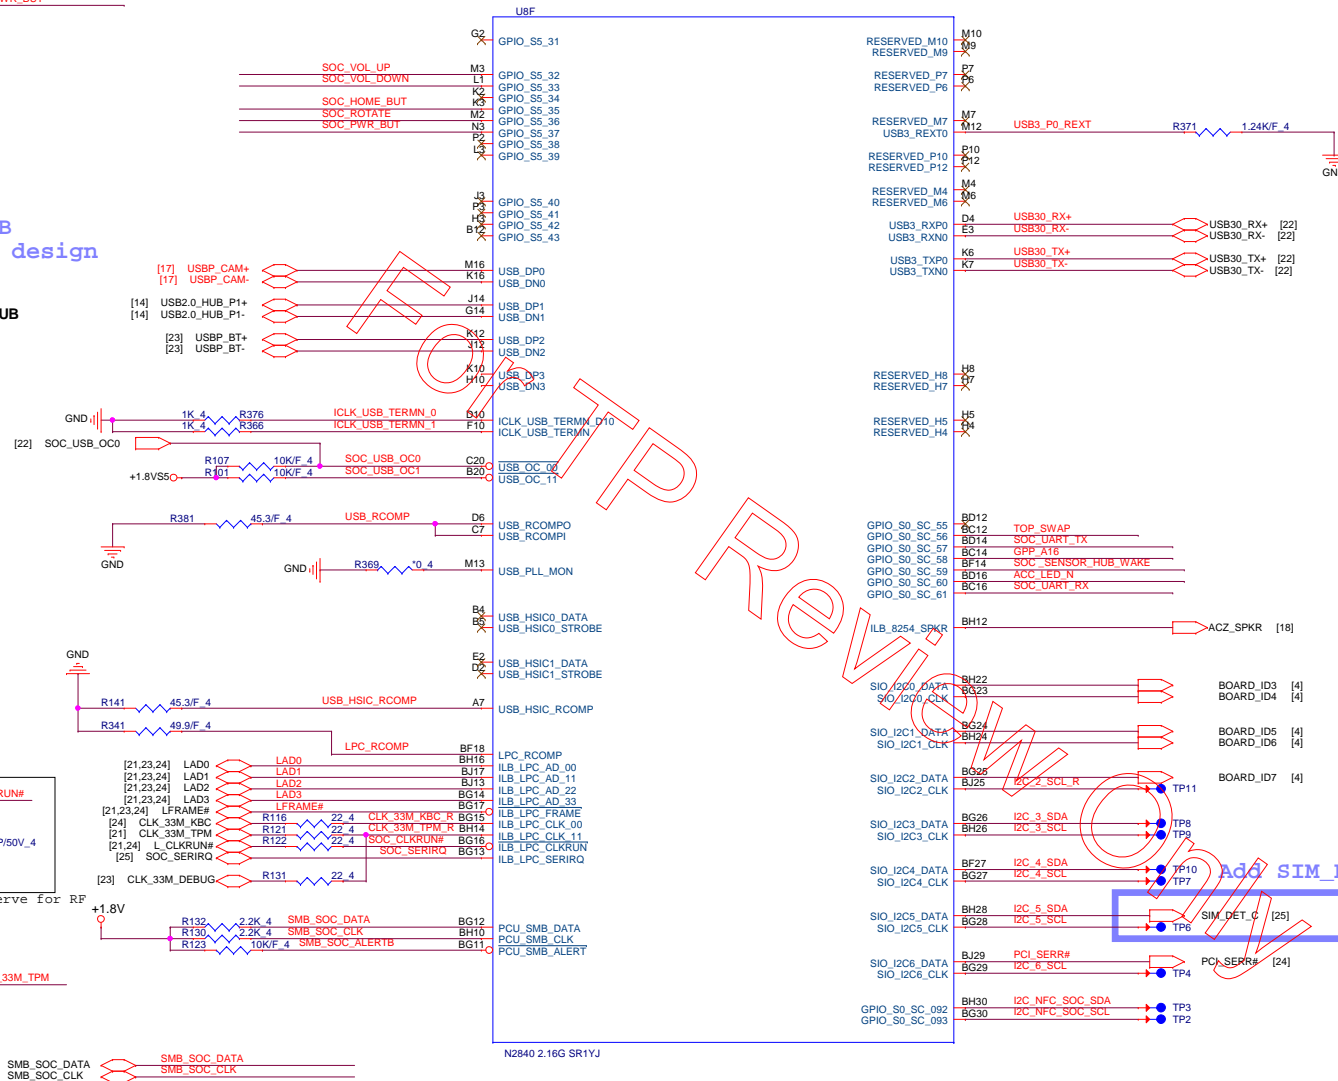 U8F
G2 GPIO_S5_31
SOC_VOL_UP M3 GPIO_S5_32
SOC_VOL_DOWN L1 GPIO_S5_33
K2 GPIO_S5_34
SOC_HOME_BUT K3 GPIO_S5_35
SOC_ROTATE M2 GPIO_S5_36
SOC_PWR_BUT N3 GPIO_S5_37
P2 GPIO_S5_38
L3 GPIO_S5_39
J3 GPIO_S5_40
P3 GPIO_S5_41
H3 GPIO_S5_42
B12 GPIO_S5_43
design
[17] USBP_CAM+ M16 USB_DP0
[17] USBP_CAM- K16 USB_DN0
[14] USB2.0_HUB_P1+ J14 USB_DP1
[14] USB2.0_HUB_P1- G14 USB_DN1
UB
[23] USBP_BT+ K12 USB_DP2
[23] USBP_BT- J12 USB_DN2
K10 USB_DP3
H10 USB_DN3
GND 1K_4 R376 ICLK_USB_TERMN_0 D10 ICLK_USB_TERMN_D10
1K_4 R366 ICLK_USB_TERMN_1 F10 ICLK_USB_TERMN
[22] SOC_USB_OC0
R107 10K/F_4 SOC_USB_OC0 C20 USB_OC_00
+1.8VS5 R101 10K/F_4 SOC_USB_OC1 B20 USB_OC_11
R381 45.3/F_4 USB_RCOMP D6 USB_RCOMPO
C7 USB_RCOMPI
GND
GND R369 *0_4 M13 USB_PLL_MON
B4 USB_HSIC0_DATA
B5 USB_HSIC0_STROBE
GND
E2 USB_HSIC1_DATA
D2 USB_HSIC1_STROBE
R141 45.3/F_4 USB_HSIC_RCOMP A7 USB_HSIC_RCOMP
R341 49.9/F_4
LPC_RCOMP BF18 LPC_RCOMP
[21,23,24] LAD0 LAD0 BH16 ILB_LPC_AD_00
[21,23,24] LAD1 LAD1 BJ17 ILB_LPC_AD_11
[21,23,24] LAD2 LAD2 BJ13 ILB_LPC_AD_22
[21,23,24] LAD3 LAD3 BG14 ILB_LPC_AD_33
[21,23,24] LFRAME# LFRAME# BG17 ILB_LPC_FRAME
[24] CLK_33M_KBC R116 22_4 CLK_33M_KBC_R BG15 ILB_LPC_CLK_00
[21] CLK_33M_TPM R121 22_4 CLK_33M_TPM_R BH14 ILB_LPC_CLK_11
[21,24] L_CLKRUN# R122 22_4 SOC_CLKRUN# BG16 ILB_LPC_CLKRUN
[25] SOC_SERIRQ SOC_SERIRQ BG13 ILB_LPC_SERIRQ
[23] CLK_33M_DEBUG R131 22_4
RUN#
P/50V_4
erve for RF
+1.8V
R132 2.2K_4 SMB_SOC_DATA BG12 PCU_SMB_DATA
R130 2.2K_4 SMB_SOC_CLK BH10 PCU_SMB_CLK
R123 10K/F_4 SMB_SOC_ALERTB BG11 PCU_SMB_ALERT
33M_TPM
SMB_SOC_DATA SMB_SOC_DATA
SMB_SOC_CLK SMB_SOC_CLK
N2840 2.16G SR1YJ
RESERVED_M10 M10
RESERVED_M9 M9
RESERVED_P7 P7
RESERVED_P6 P6
RESERVED_M7 M7
USB3_REXT0 M12 USB3_P0_REXT R371 1.24K/F_4
RESERVED_P10 P10
RESERVED_P12 P12
GN
RESERVED_M4 M4
RESERVED_M6 M6
USB3_RXP0 D4 USB30_RX+ USB30_RX+ [22]
USB3_RXN0 E3 USB30_RX- USB30_RX- [22]
USB3_TXP0 K6 USB30_TX+ USB30_TX+ [22]
USB3_TXN0 K7 USB30_TX- USB30_TX- [22]
RESERVED_H8 H8
RESERVED_H7 H7
RESERVED_H5 H5
RESERVED_H4 H4
GPIO_S0_SC_55 BD12
GPIO_S0_SC_56 BC12 TOP_SWAP
GPIO_S0_SC_57 BD14 SOC_UART_TX
GPIO_S0_SC_58 BC14 GPP_A16
GPIO_S0_SC_59 BF14 SOC_SENSOR_HUB_WAKE
GPIO_S0_SC_60 BD16 ACC_LED_N
GPIO_S0_SC_61 BC16 SOC_UART_RX
ILB_8254_SPKR BH12 ACZ_SPKR [18]
SIO_I2C0_DATA BH22 BOARD_ID3 [4]
SIO_I2C0_CLK BG23 BOARD_ID4 [4]
SIO_I2C1_DATA BG24 BOARD_ID5 [4]
SIO_I2C1_CLK BH24 BOARD_ID6 [4]
SIO_I2C2_DATA BG25 BOARD_ID7 [4]
SIO_I2C2_CLK BJ25 I2C_2_SCL_R TP11
SIO_I2C3_DATA BG26 I2C_3_SDA TP8
SIO_I2C3_CLK BH26 I2C_3_SCL TP9
SIO_I2C4_DATA BF27 I2C_4_SDA TP10
SIO_I2C4_CLK BG27 I2C_4_SCL TP7
Add SIM_
SIO_I2C5_DATA BH28 I2C_5_SDA SIM_DET_C [25]
SIO_I2C5_CLK BG28 I2C_5_SCL TP6
SIO_I2C6_DATA BJ29 PCI_SERR# PCI_SERR# [24]
SIO_I2C6_CLK BG29 I2C_6_SCL TP4
GPIO_S0_SC_092 BH30 I2C_NFC_SOC_SDA TP3
GPIO_S0_SC_093 BG30 I2C_NFC_SOC_SCL TP2
For TP Review Only